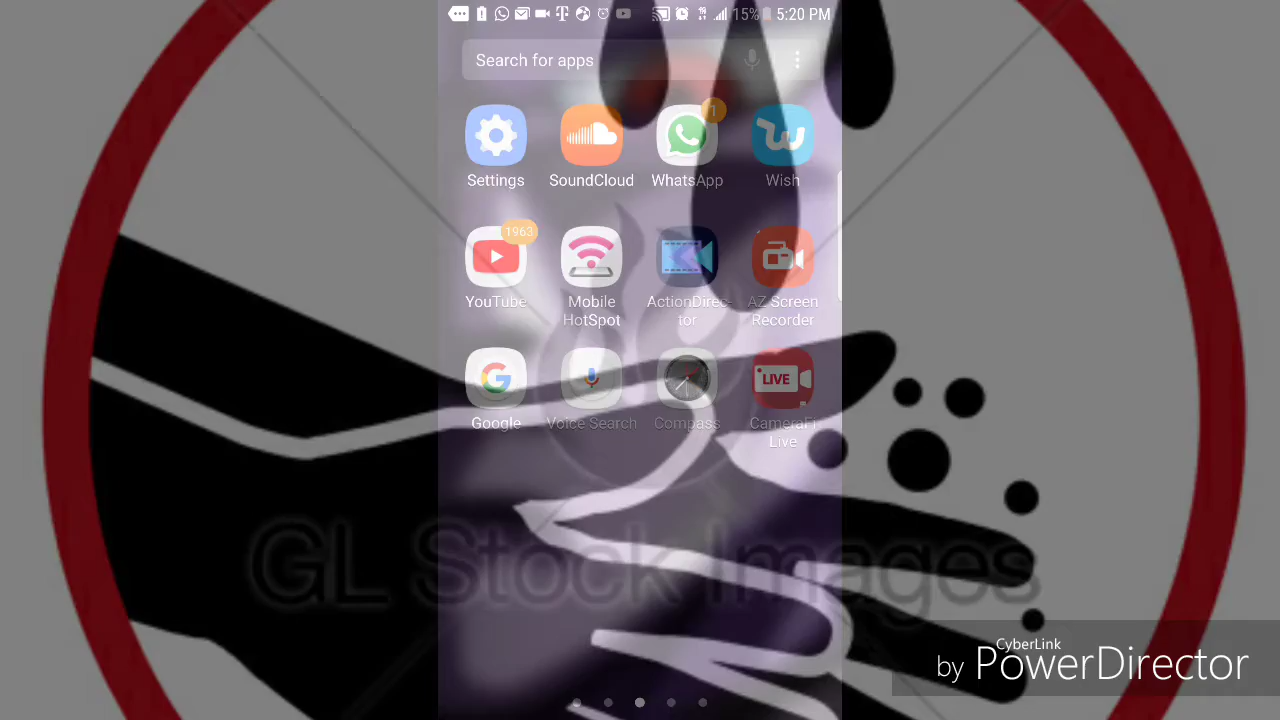 15% 5:20 PM
Search for apps
1
Settings SoundCloud WhatsApp Wish
1963
YouTube Mobile HotSpot ActionDirec-tor AZ Screen Recorder
LIVE
Google Voice Search Compass CameraFi Live
GL Stock Images
CyberLink
by PowerDirector